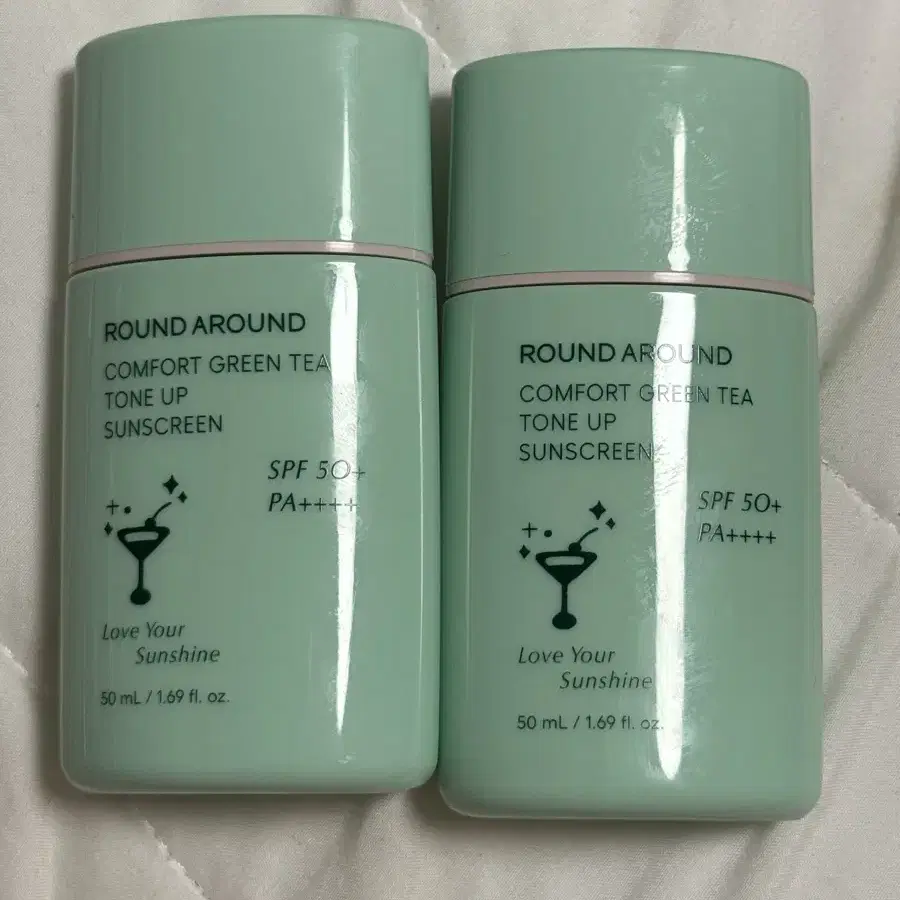 ROUND AROUND
COMFORT GREEN TEA
TONE UP
SUNSCREEN
SPF 50+
PA++++
Love Your
Sunshine
50 mL / 1.69 fl. oz.
ROUND AROUND
COMFORT GREEN TEA
TONE UP
SUNSCREEN
SPF 50+
PA++++
Love Your
Sunshine
50 mL / 1.69 fl. oz.